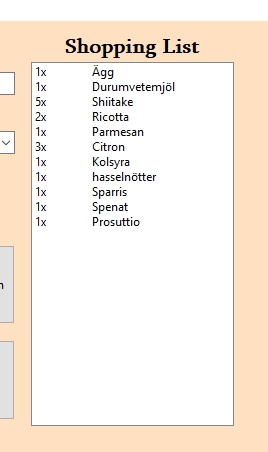 Shopping List
1x Ägg
1x Durumvetemjöl
5x Shiitake
2x Ricotta
1x Parmesan
3x Citron
1x Kolsyra
1x hasselnötter
1x Sparris
1x Spenat
1x Prosuttio